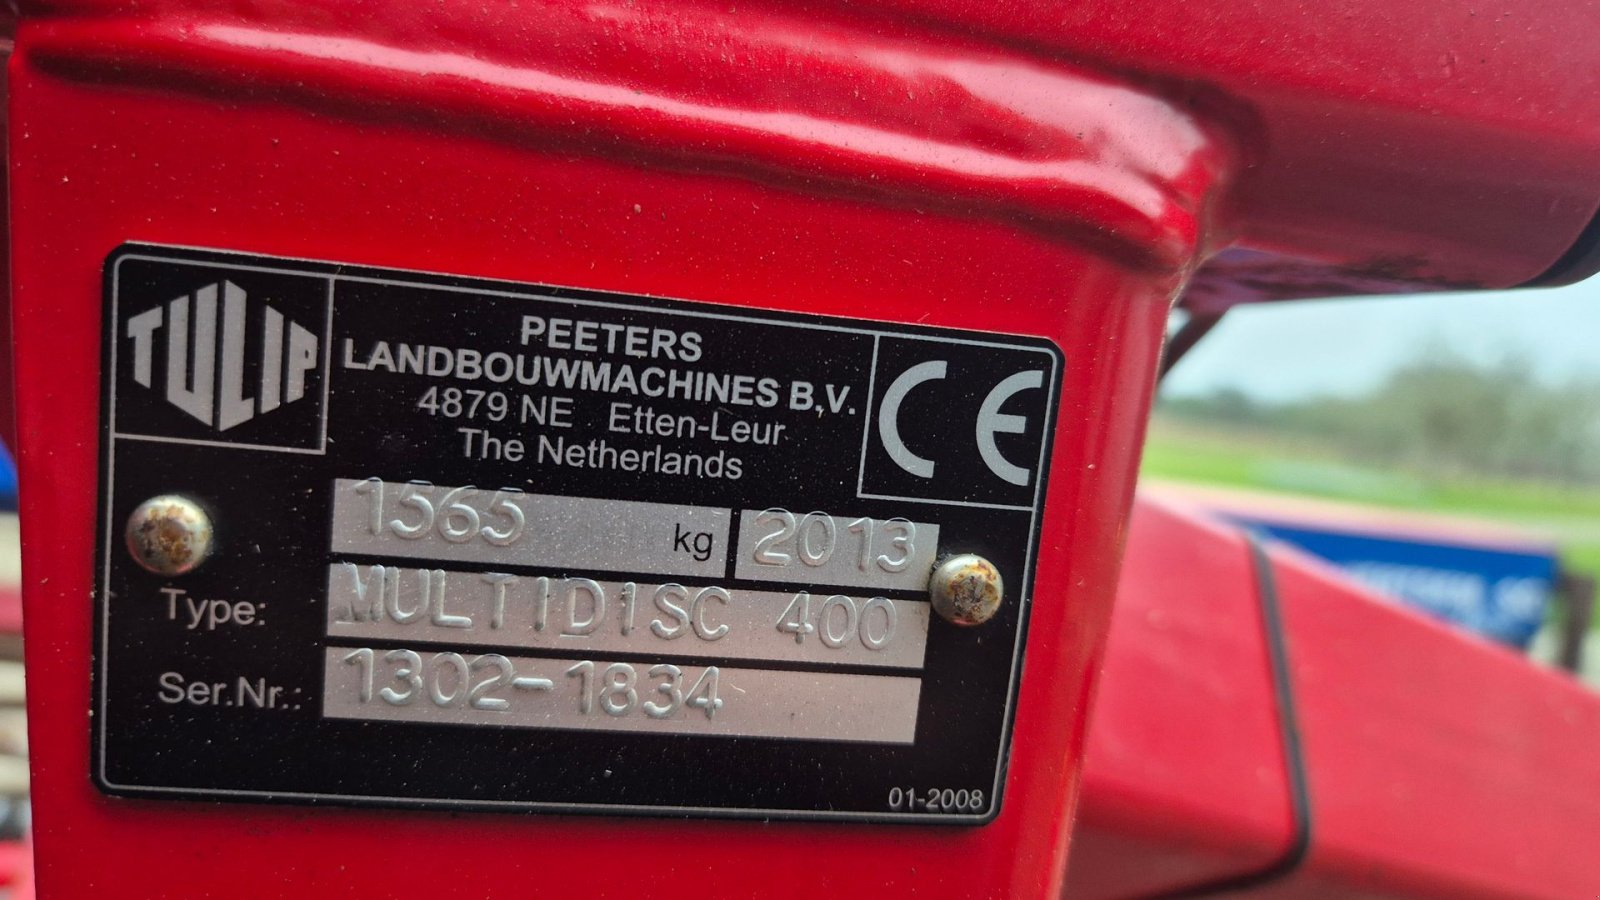 TULIP
PEETERS
LANDBOUWMACHINES B.V.
4879 NE Etten-Leur
The Netherlands
CE
1565 kg 2013
Type: MULTIDISC 400
Ser.Nr.: 1302-1834
01-2008